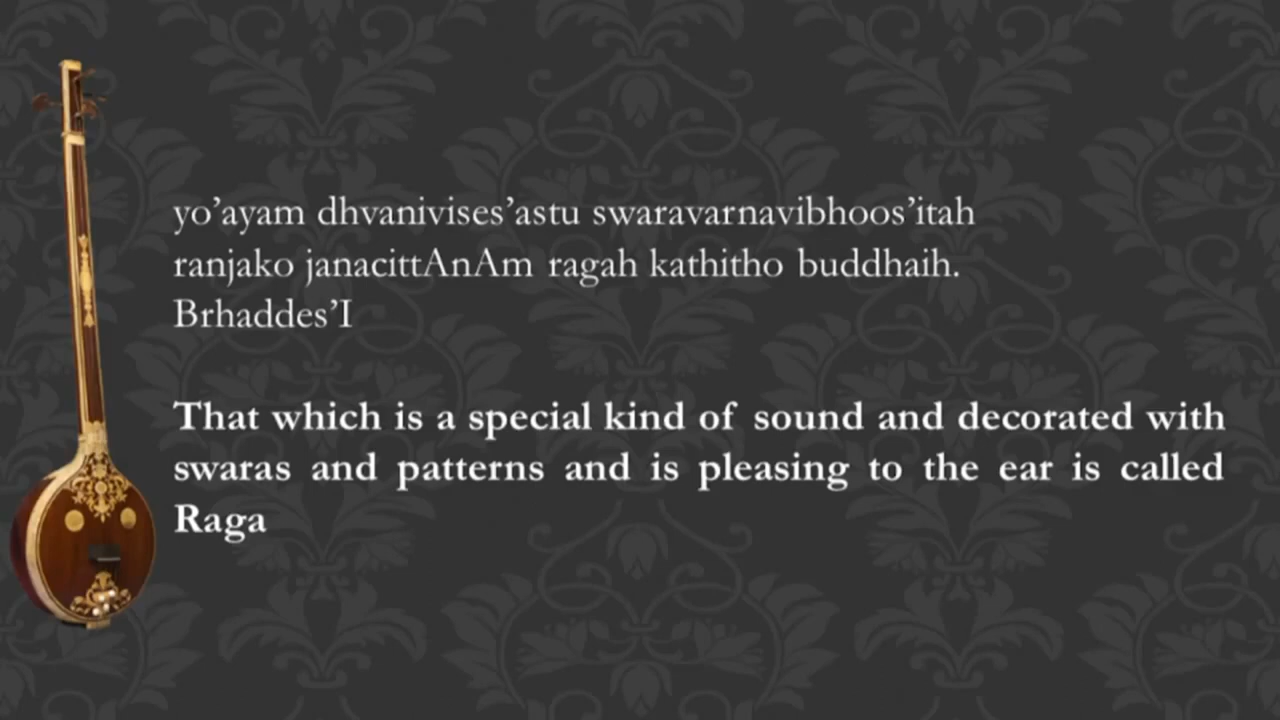 yo’ayam dhvanivises’astu swaravarnavibhoos’itah
ranjako janacittAnAm ragah kathitho buddhaih.
Brhaddes’I
That which is a special kind of sound and decorated with
swaras and patterns and is pleasing to the ear is called
Raga